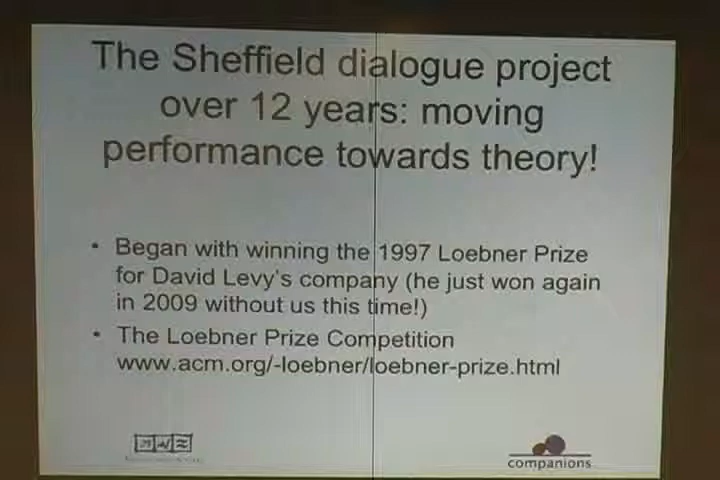 The Sheffield dialogue project
over 12 years: moving
performance towards theory!
• Began with winning the 1997 Loebner Prize
for David Levy's company (he just won again
in 2009 without us this time!)
• The Loebner Prize Competition
www.acm.org/-loebner/loebner-prize.html
companions